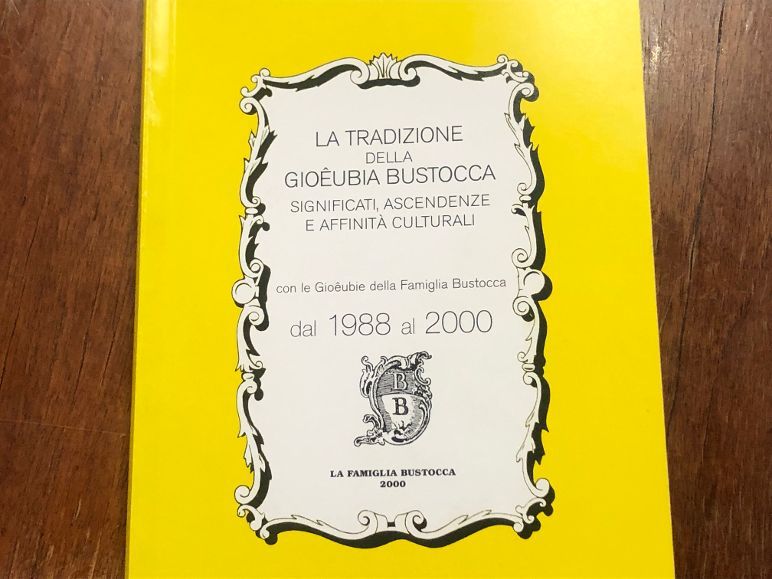 LA TRADIZIONE
DELLA
GIOÊUBIA BUSTOCCA
SIGNIFICATI, ASCENDENZE
E AFFINITÀ CULTURALI
con le Gioêubie della Famiglia Bustocca
dal 1988 al 2000
B
B
LA FAMIGLIA BUSTOCCA
2000